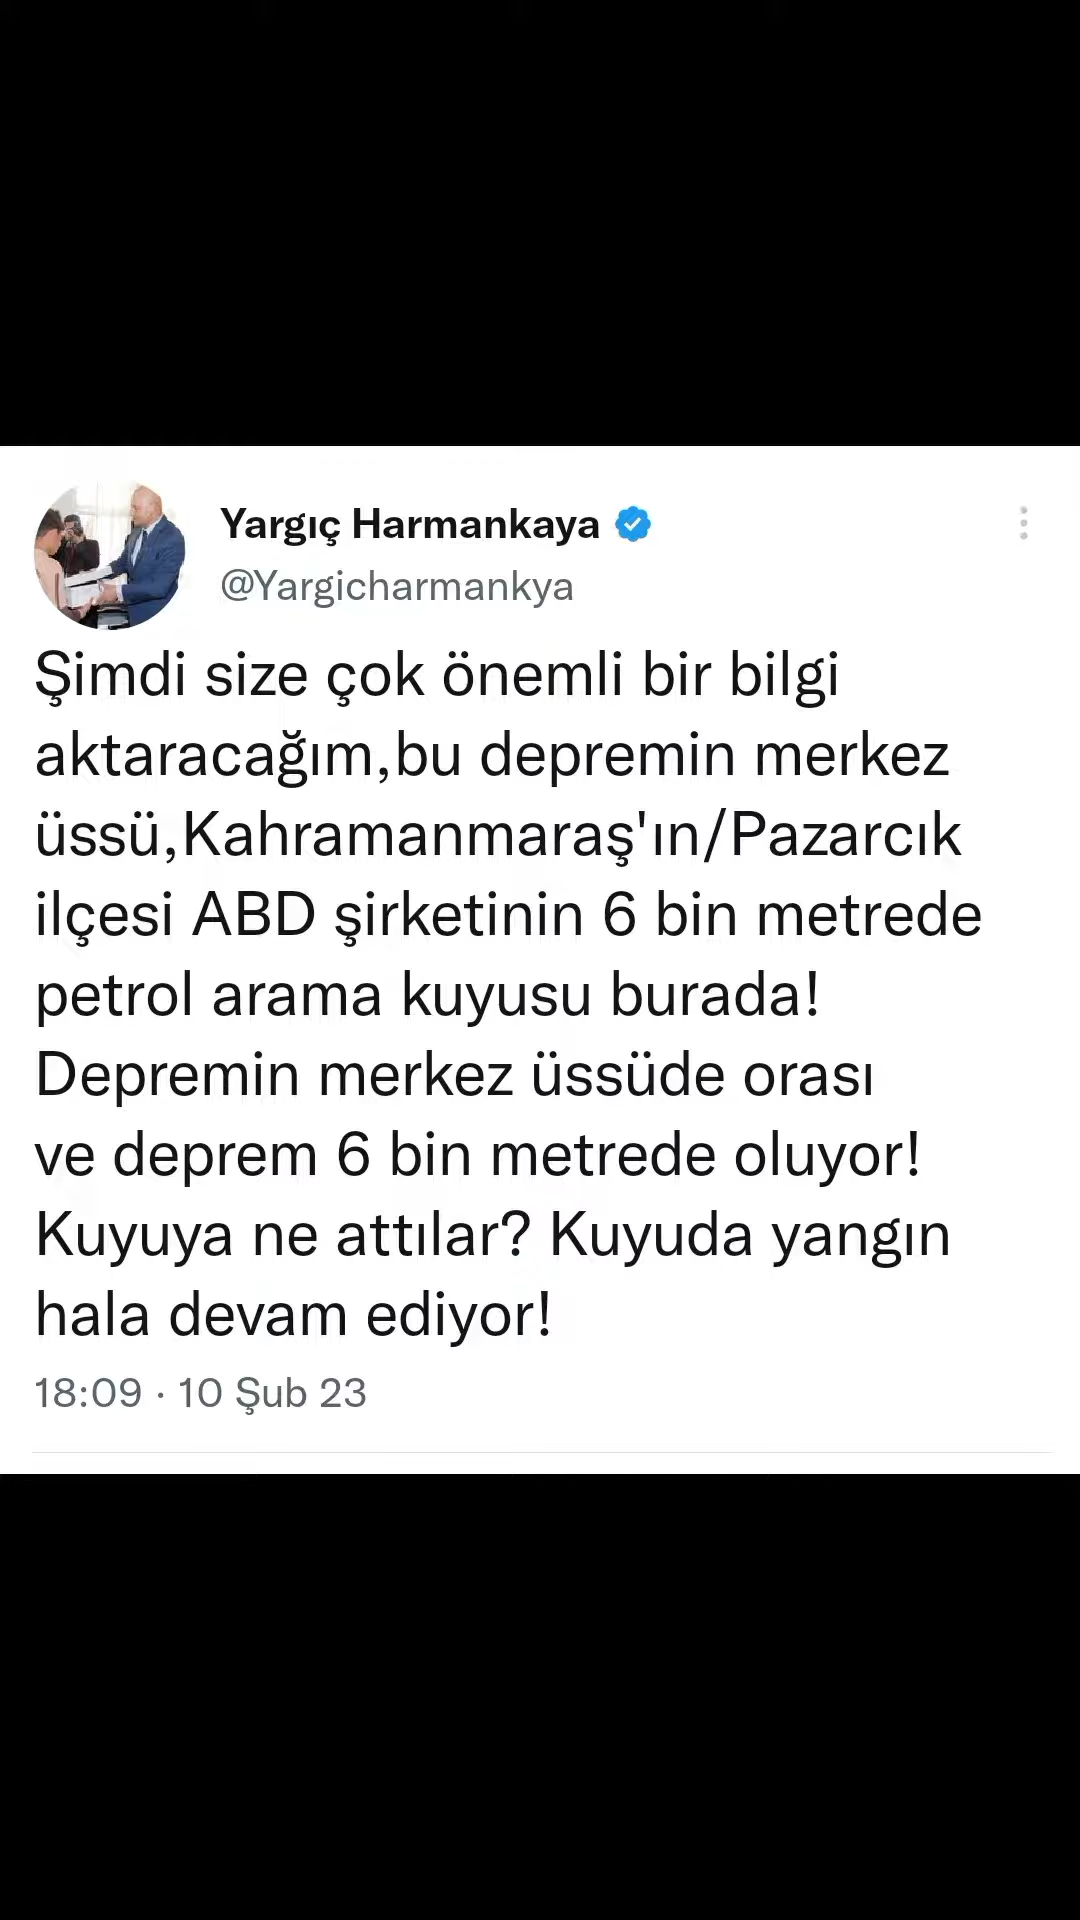 Yargıç Harmankaya
@Yargicharmankya
Şimdi size çok önemli bir bilgi
aktaracağım,bu depremin merkez
üssü,Kahramanmaraş'ın/Pazarcık
ilçesi ABD şirketinin 6 bin metrede
petrol arama kuyusu burada!
Depremin merkez üssüde orası
ve deprem 6 bin metrede oluyor!
Kuyuya ne attılar? Kuyuda yangın
hala devam ediyor!
18:09 · 10 Şub 23